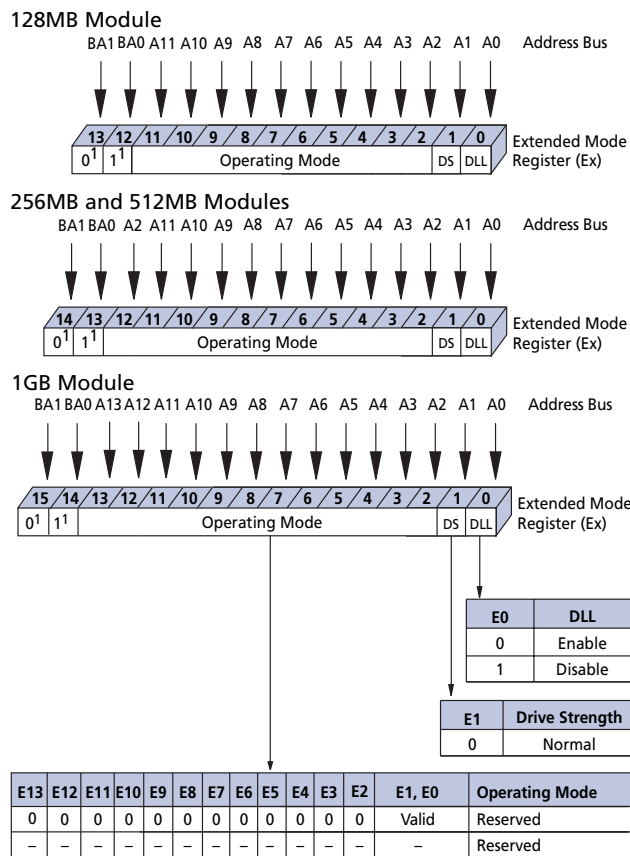 128MB Module
BA1 BA0 A11 A10 A9 A8 A7 A6 A5 A4 A3 A2 A1 A0 Address Bus
13 12 11 10 9 8 7 6 5 4 3 2 1 0
Extended Mode
Register (Ex)
0¹ 1¹ Operating Mode DS DLL
256MB and 512MB Modules
BA1 BA0 A2 A11 A10 A9 A8 A7 A6 A5 A4 A3 A2 A1 A0 Address Bus
14 13 12 11 10 9 8 7 6 5 4 3 2 1 0
Extended Mode
Register (Ex)
0¹ 1¹ Operating Mode DS DLL
1GB Module
BA1 BA0 A13 A12 A11 A10 A9 A8 A7 A6 A5 A4 A3 A2 A1 A0 Address Bus
15 14 13 12 11 10 9 8 7 6 5 4 3 2 1 0
Extended Mode
Register (Ex)
0¹ 1¹ Operating Mode DS DLL
E0 DLL
0 Enable
1 Disable
E1 Drive Strength
0 Normal
E13 E12 E11 E10 E9 E8 E7 E6 E5 E4 E3 E2 E1, E0 Operating Mode
0 0 0 0 0 0 0 0 0 0 0 0 Valid Reserved
– – – – – – – – – – – – – Reserved